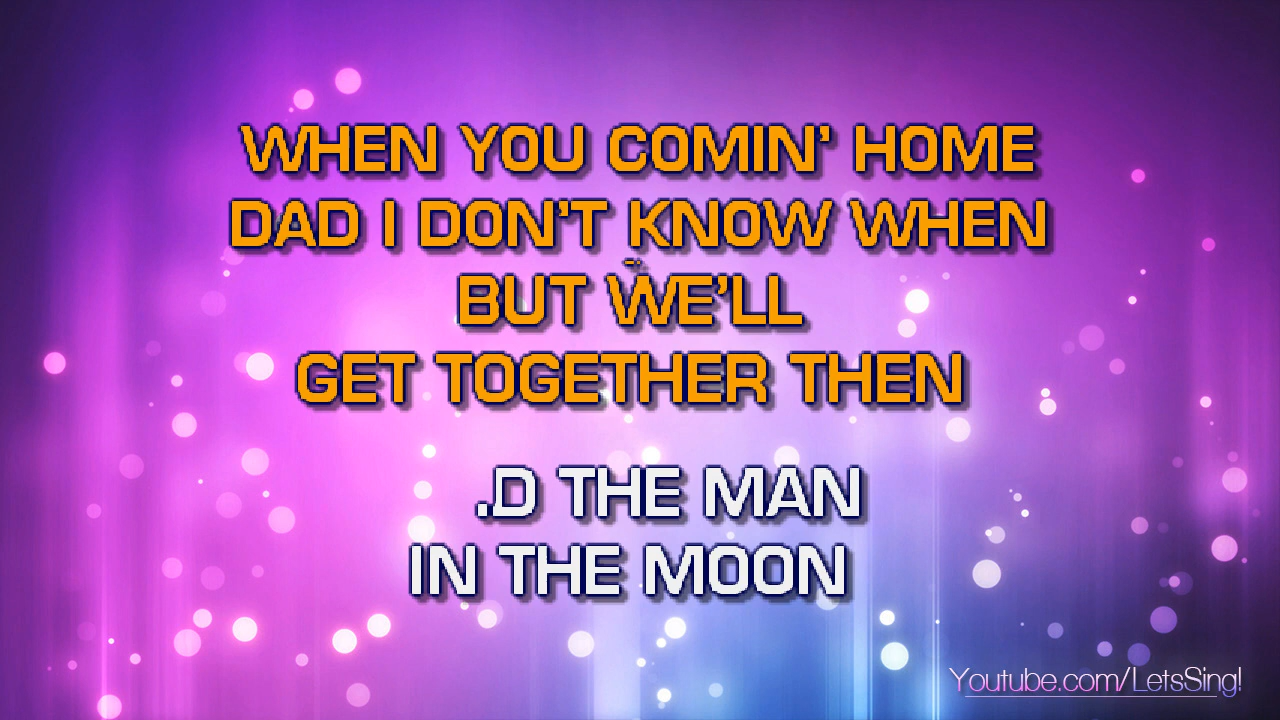 WHEN YOU COMIN' HOME
DAD I DON'T KNOW WHEN
BUT WE'LL
GET TOGETHER THEN
.D THE MAN
IN THE MOON
Youtube.com/LetsSing!